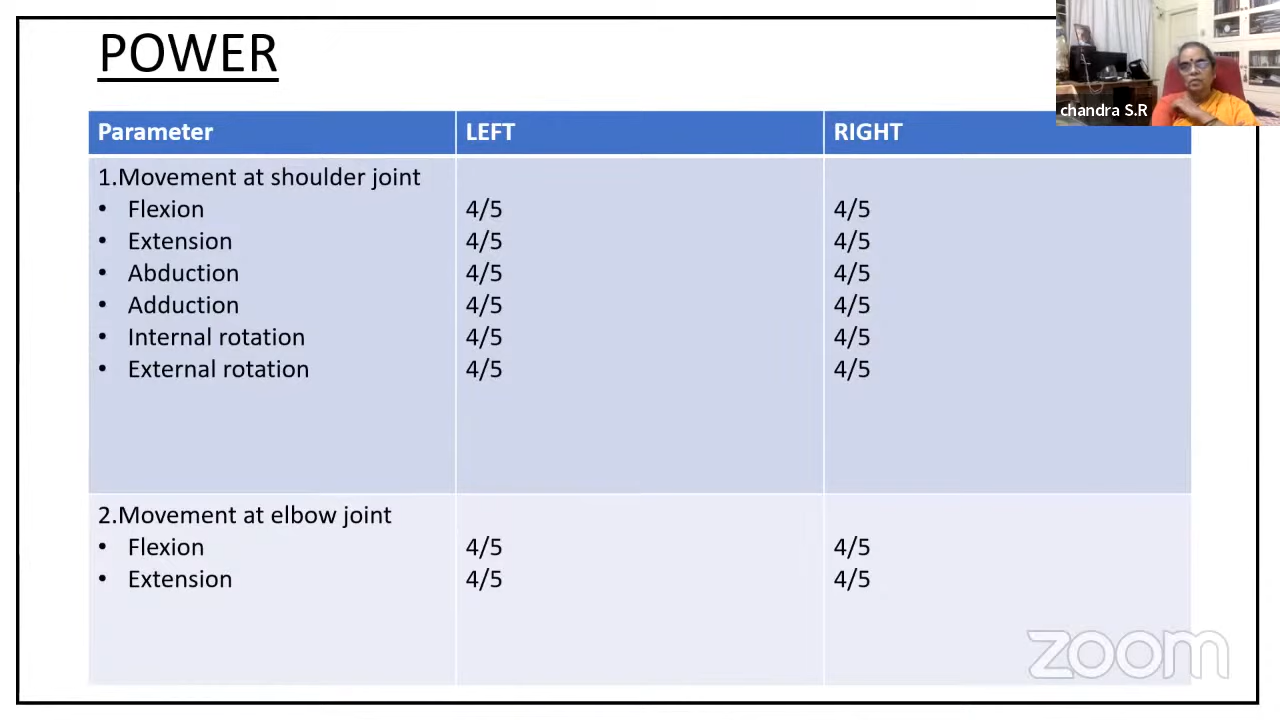 POWER
chandra S.R
Parameter LEFT RIGHT
1.Movement at shoulder joint
• Flexion 4/5 4/5
• Extension 4/5 4/5
• Abduction 4/5 4/5
• Adduction 4/5 4/5
• Internal rotation 4/5 4/5
• External rotation 4/5 4/5
2.Movement at elbow joint
• Flexion 4/5 4/5
• Extension 4/5 4/5
zoom